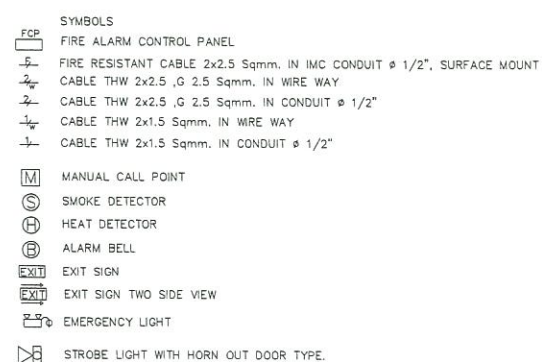 SYMBOLS
FCP FIRE ALARM CONTROL PANEL
F FIRE RESISTANT CABLE 2x2.5 Sqmm. IN IMC CONDUIT ø 1/2", SURFACE MOUNT
2 W CABLE THW 2x2.5 ,G 2.5 Sqmm. IN WIRE WAY
2 CABLE THW 2x2.5 ,G 2.5 Sqmm. IN CONDUIT ø 1/2"
1 W CABLE THW 2x1.5 Sqmm. IN WIRE WAY
1 CABLE THW 2x1.5 Sqmm. IN CONDUIT ø 1/2"
M MANUAL CALL POINT
S SMOKE DETECTOR
H HEAT DETECTOR
B ALARM BELL
EXIT EXIT SIGN
EXIT EXIT SIGN TWO SIDE VIEW
EMERGENCY LIGHT
STROBE LIGHT WITH HORN OUT DOOR TYPE.